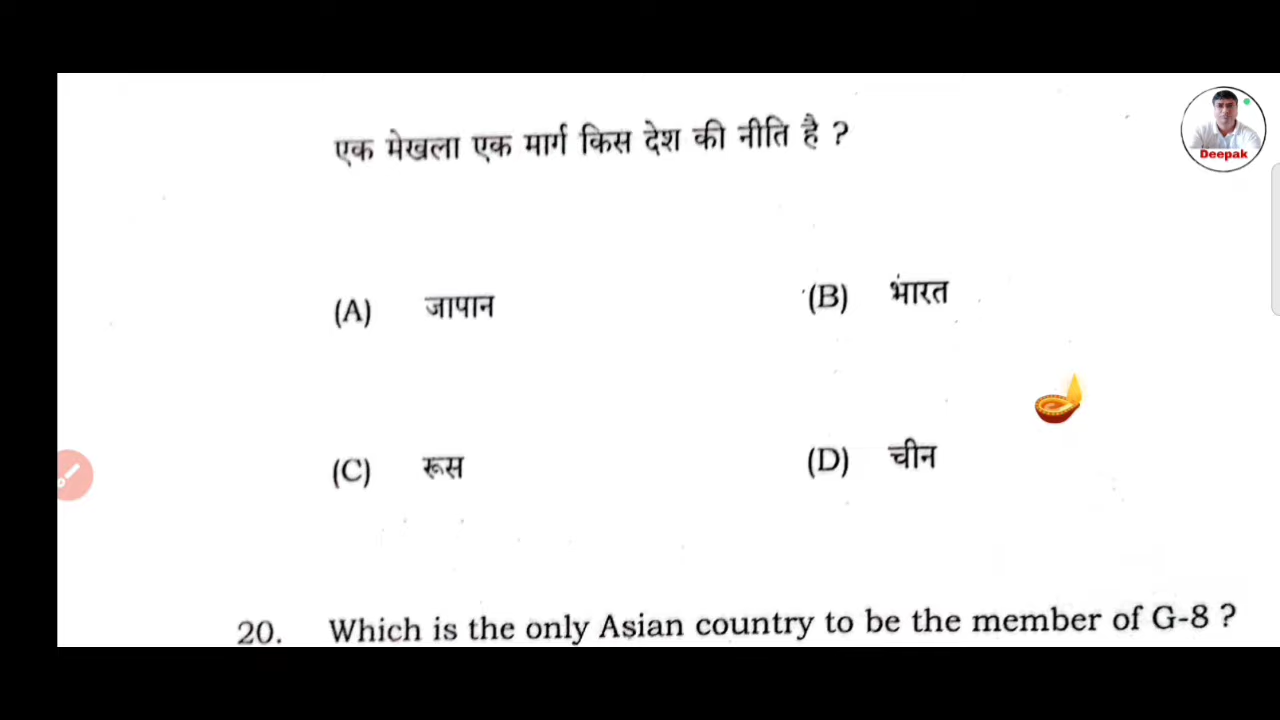 Deepak
एक मेखला एक मार्ग किस देश की नीति है ?
(A) जापान (B) भारत
(C) रूस (D) चीन
20. Which is the only Asian country to be the member of G-8 ?